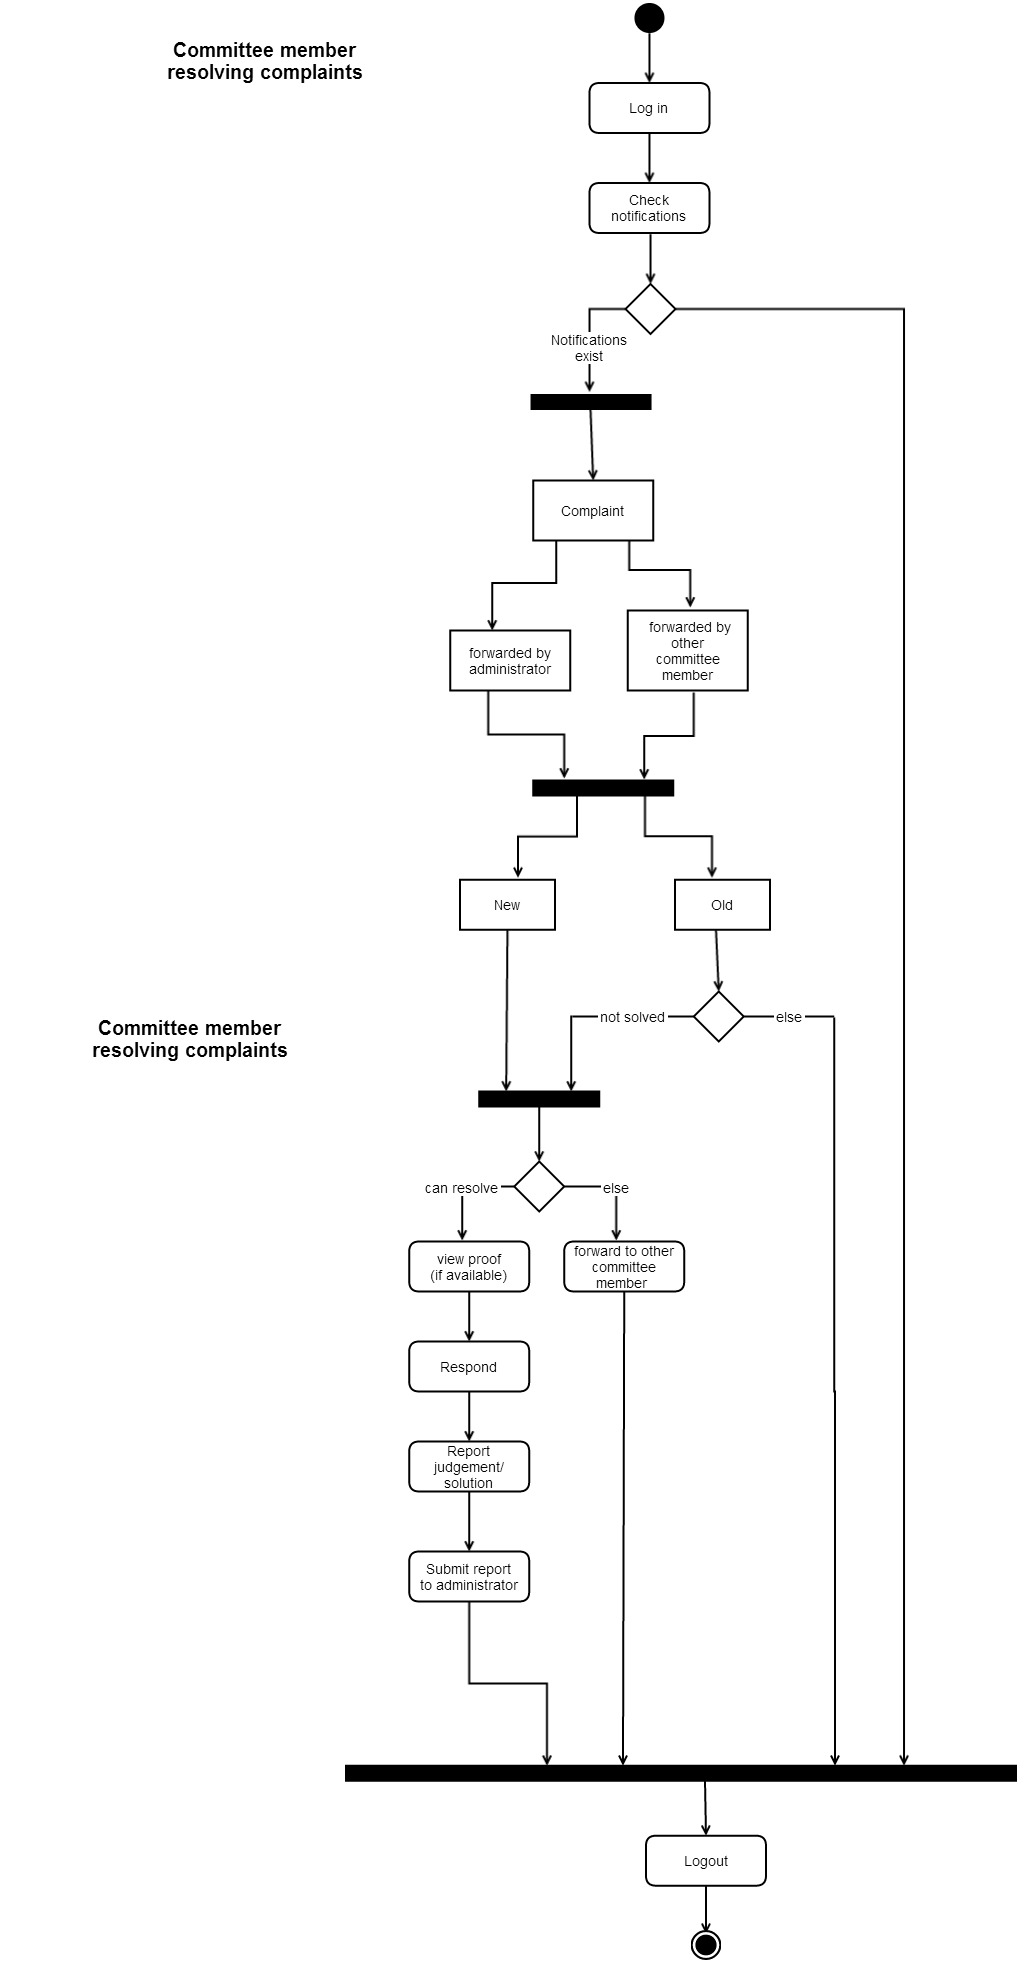 Committee member
resolving complaints
Log in
Check
notifications
Notifications
exist
Complaint
forwarded by
administrator
forwarded by
other
committee
member
New
Old
not solved
else
Committee member
resolving complaints
can resolve
else
view proof
(if available)
forward to other
committee
member
Respond
Report
judgement/
solution
Submit report
to administrator
Logout